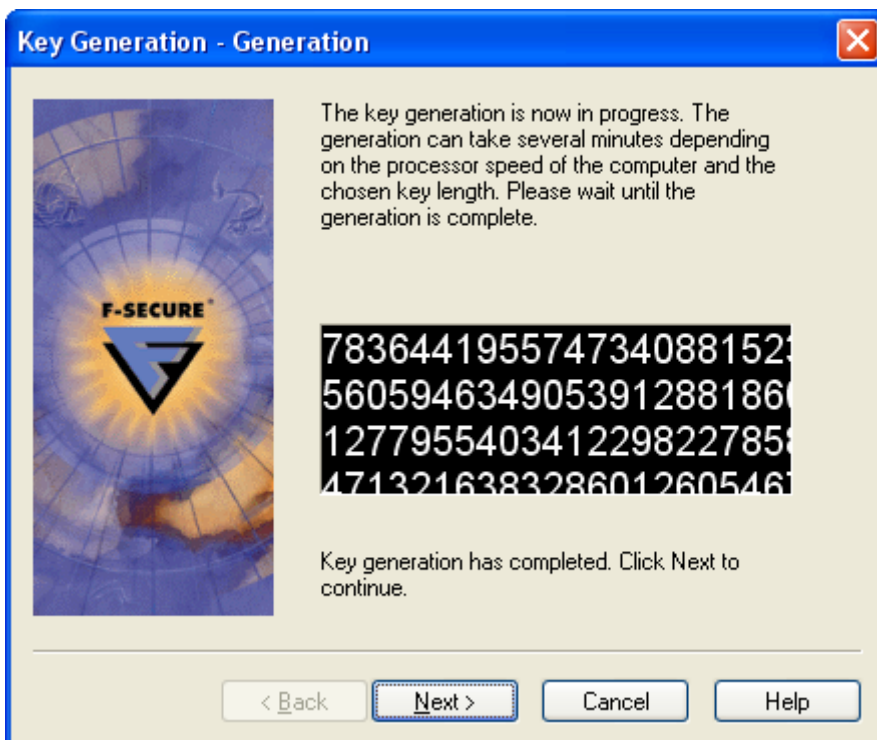 Key Generation - Generation
The key generation is now in progress. The
generation can take several minutes depending
on the processor speed of the computer and the
chosen key length. Please wait until the
generation is complete.
F-SECURE®
7836441955747340881523
560594634905391288186
127795540341229822785
471321638328601260546
Key generation has completed. Click Next to
continue.
< Back
Next >
Cancel
Help